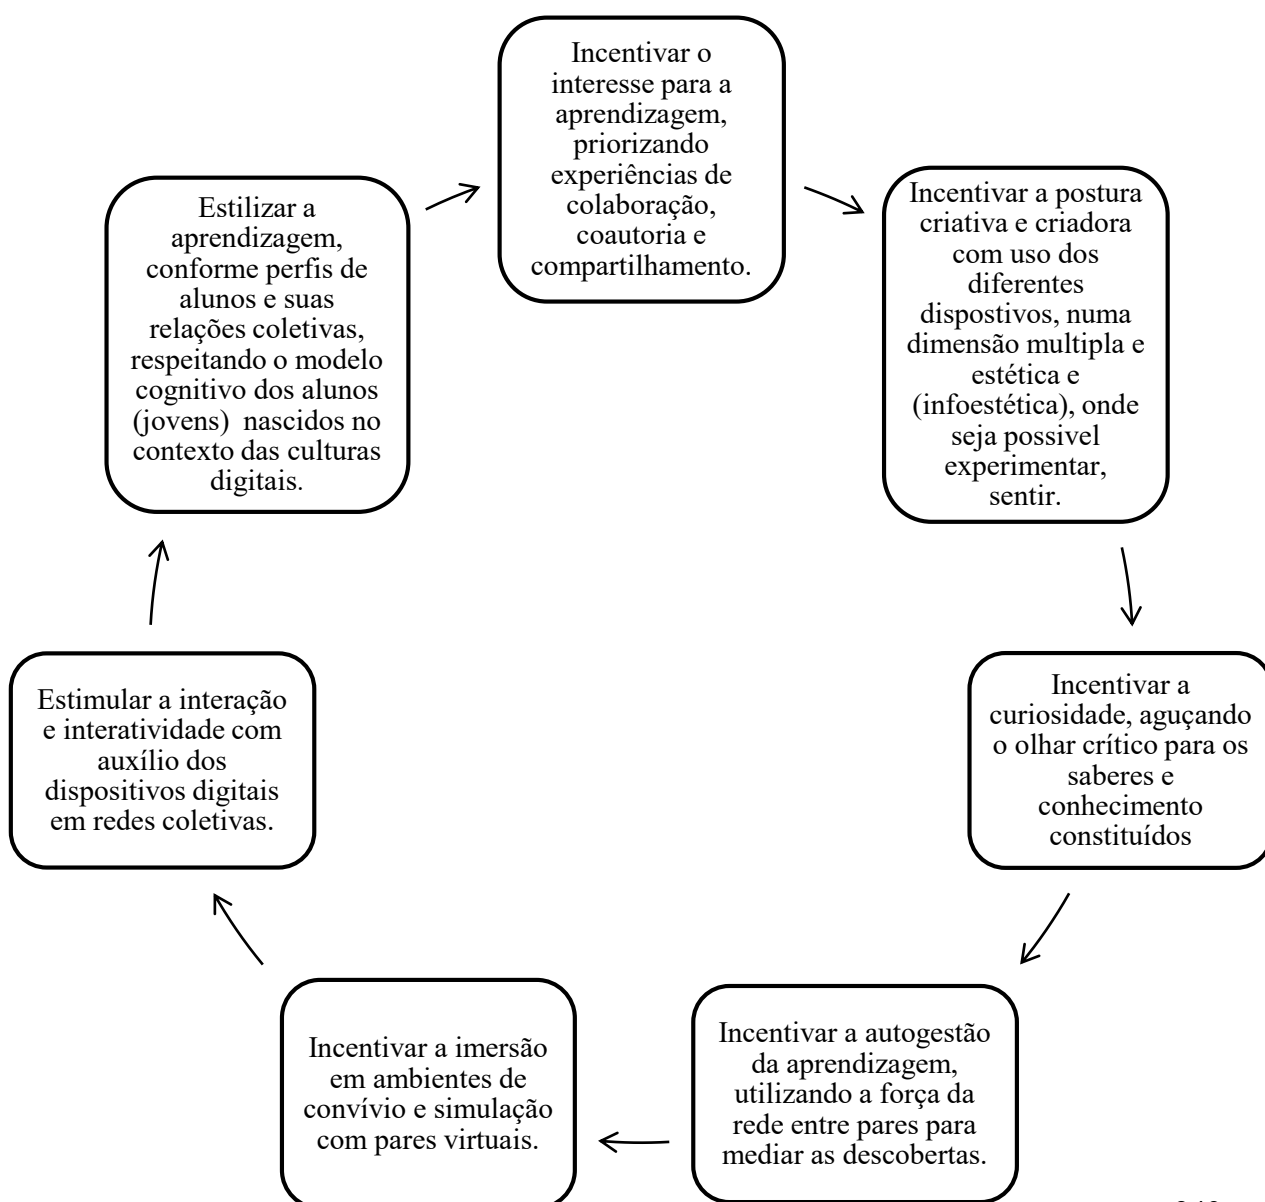 Incentivar o
interesse para a
aprendizagem,
priorizando
experiências de
colaboração,
coautoria e
compartilhamento.
Incentivar a postura
criativa e criadora
com uso dos
diferentes
dispostivos, numa
dimensão multipla e
estética e
(infoestética), onde
seja possivel
experimentar,
sentir.
Incentivar a
curiosidade, aguçando
o olhar crítico para os
saberes e
conhecimento
constituídos
Incentivar a autogestão
da aprendizagem,
utilizando a força da
rede entre pares para
mediar as descobertas.
Incentivar a imersão
em ambientes de
convívio e simulação
com pares virtuais.
Estimular a interação
e interatividade com
auxílio dos
dispositivos digitais
em redes coletivas.
Estilizar a
aprendizagem,
conforme perfis de
alunos e suas
relações coletivas,
respeitando o modelo
cognitivo dos alunos
(jovens) nascidos no
contexto das culturas
digitais.